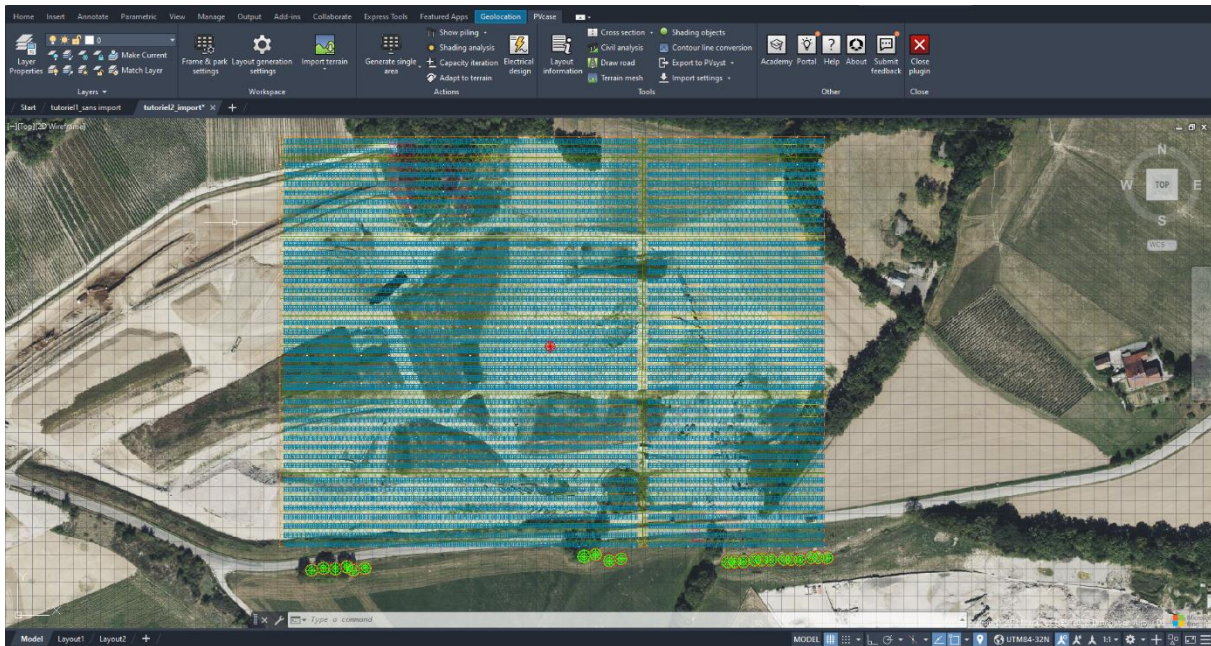 Home Insert Annotate Parametric View Manage Output Add-ins Collaborate Express Tools Featured Apps Geolocation PVcase
Layer Properties
0
Make Current
Match Layer
Layers
Frame & park settings
Layout generation settings
Import terrain
Workspace
Generate single area
Show piling
Shading analysis
Capacity iteration
Adapt to terrain
Electrical design
Actions
Layout information
Cross section
Civil analysis
Draw road
Terrain mesh
Shading objects
Contour line conversion
Export to PVsyst
Import settings
Tools
Academy Portal Help About Submit feedback
Other
Close plugin
Close
Start tutoriel1_sans import tutoriel2_import*
[−][Top][2D Wireframe]
N
W TOP E
S
WCS
Y
X
Type a command
Model Layout1 Layout2 +
MODEL UTM84-32N 1:1